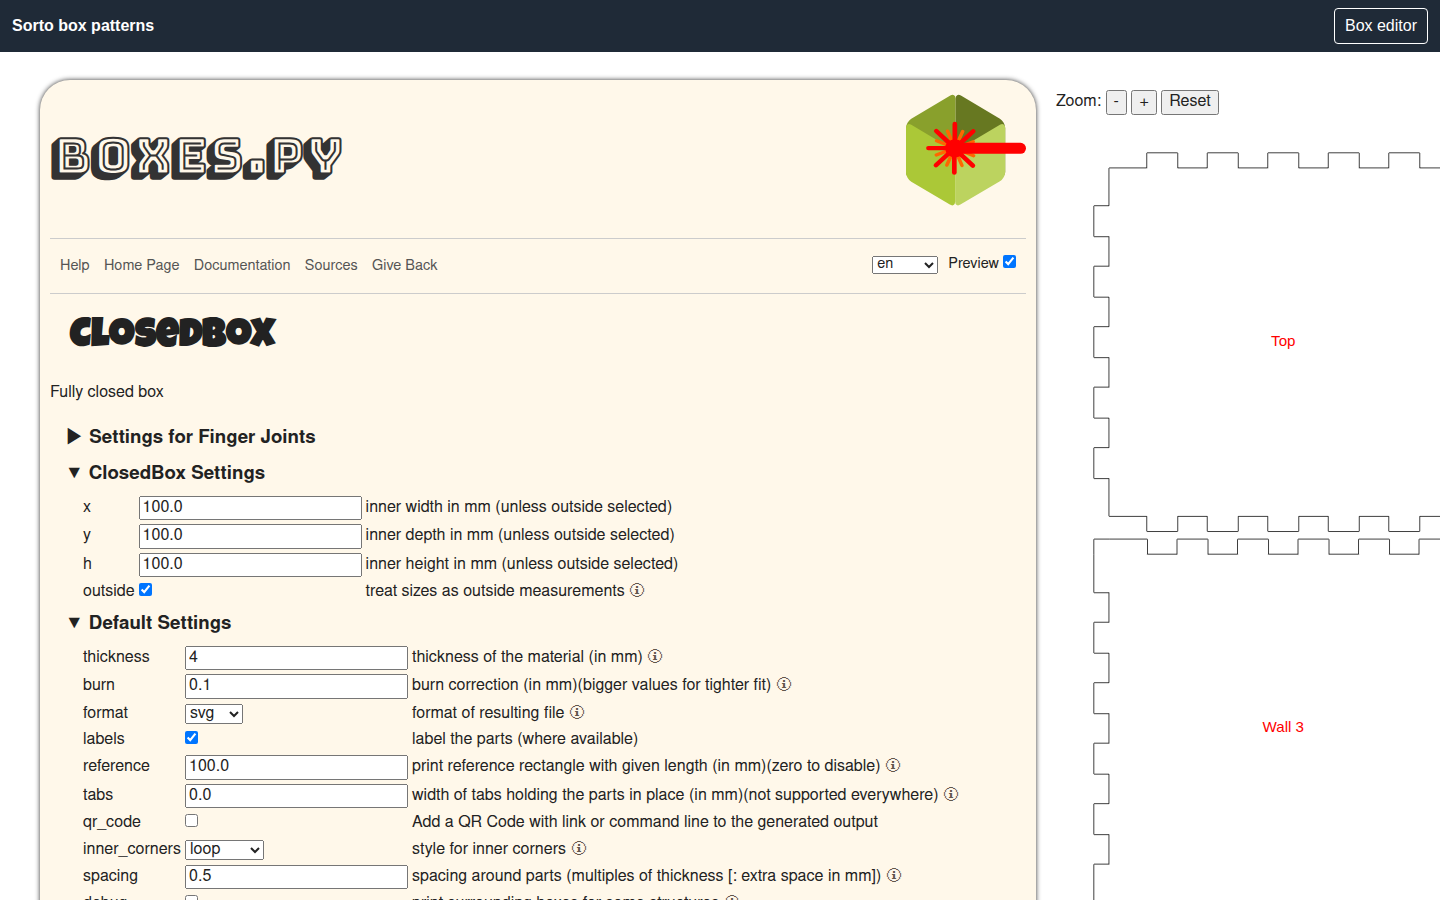 Sorto box patterns
Box editor
BOXES.PY
Zoom: - + Reset
Help Home Page Documentation Sources Give Back
en Preview
ClosedBox
Fully closed box
Settings for Finger Joints
ClosedBox Settings
x 100.0 inner width in mm (unless outside selected)
y 100.0 inner depth in mm (unless outside selected)
h 100.0 inner height in mm (unless outside selected)
outside treat sizes as outside measurements 🛈
Default Settings
thickness 4 thickness of the material (in mm) 🛈
burn 0.1 burn correction (in mm)(bigger values for tighter fit) 🛈
format svg format of resulting file 🛈
labels label the parts (where available)
reference 100.0 print reference rectangle with given length (in mm)(zero to disable) 🛈
tabs 0.0 width of tabs holding the parts in place (in mm)(not supported everywhere) 🛈
qr_code Add a QR Code with link or command line to the generated output
inner_corners loop style for inner corners 🛈
spacing 0.5 spacing around parts (multiples of thickness [: extra space in mm]) 🛈
debug print surrounding boxes for some structures 🛈
Top
Wall 3